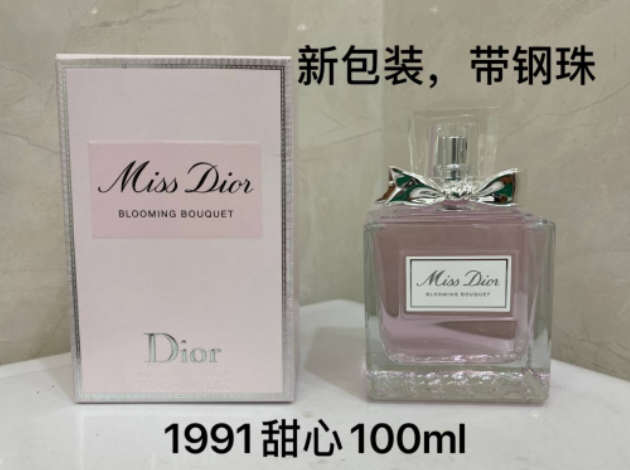 新包装，带钢珠
Miss Dior
BLOOMING BOUQUET
Dior
Miss Dior
BLOOMING BOUQUET
1991甜心100ml